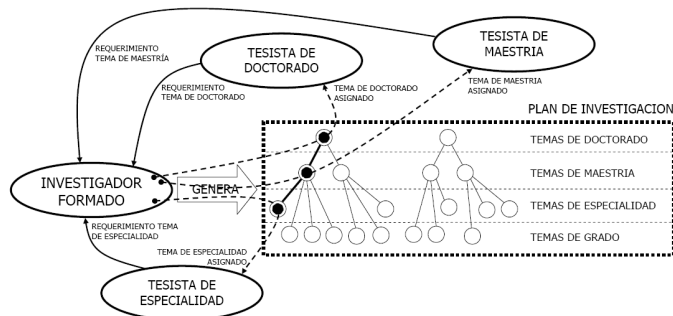 TESISTA DE
MAESTRIA
REQUERIMIENTO
TEMA DE MAESTRÍA
TESISTA DE
DOCTORADO
TEMA DE MAESTRIA
ASIGNADO
REQUERIMIENTO
TEMA DE DOCTORADO
TEMA DE DOCTORADO
ASIGNADO
PLAN DE INVESTIGACION
TEMAS DE DOCTORADO
TEMAS DE MAESTRIA
INVESTIGADOR
FORMADO
GENERA
TEMAS DE ESPECIALIDAD
REQUERIMIENTO TEMA
DE ESPECIALIDAD
TEMAS DE GRADO
TEMA DE ESPECIALIDAD
ASIGNADO
TESISTA DE
ESPECIALIDAD